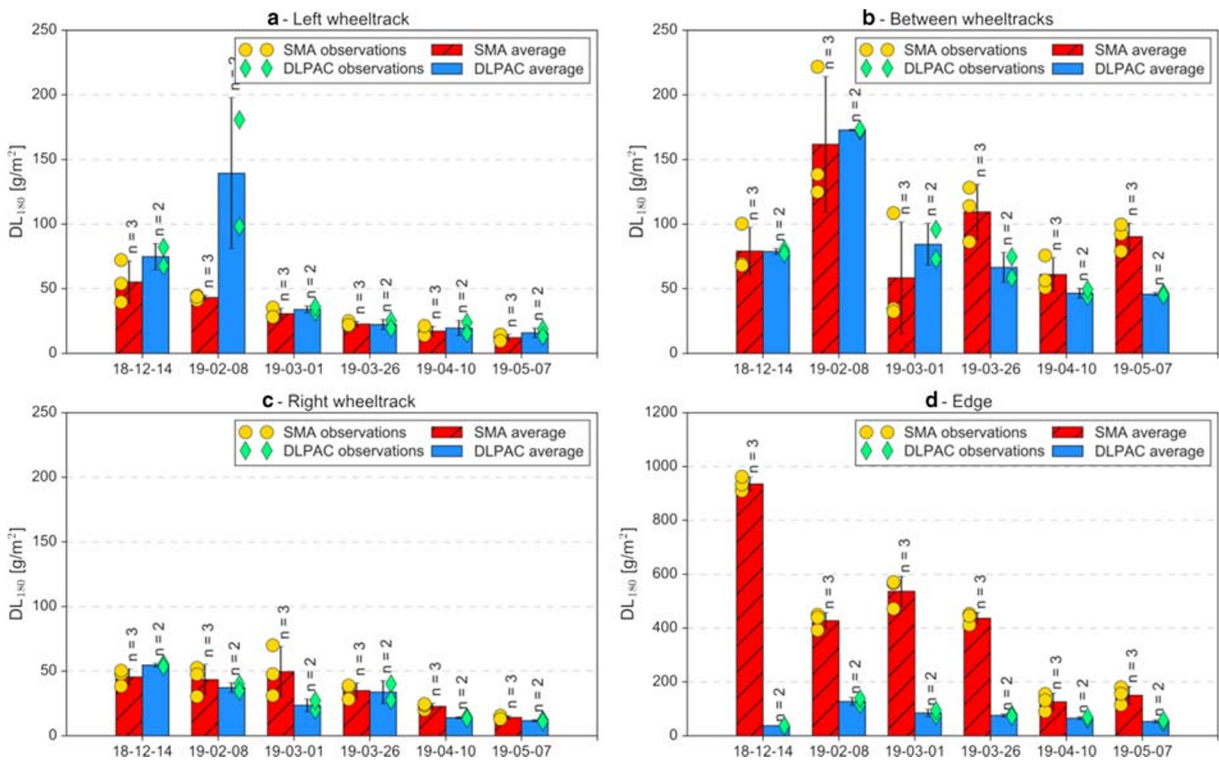 a - Left wheeltrack
250
200
150
100
50
0
DL₁₈₀ [g/m²]
SMA observations SMA average
DLPAC observations DLPAC average
n = 3 n = 2 n = 3 n = 2 n = 3 n = 2 n = 3 n = 2 n = 3 n = 2 n = 3 n = 2
18-12-14 19-02-08 19-03-01 19-03-26 19-04-10 19-05-07
b - Between wheeltracks
250
200
150
100
50
0
DL₁₈₀ [g/m²]
SMA observations SMA average
DLPAC observations DLPAC average
n = 3 n = 2 n = 2 n = 3 n = 2 n = 3 n = 2 n = 3 n = 2 n = 3 n = 2
18-12-14 19-02-08 19-03-01 19-03-26 19-04-10 19-05-07
c - Right wheeltrack
250
200
150
100
50
0
DL₁₈₀ [g/m²]
SMA observations SMA average
DLPAC observations DLPAC average
n = 3 n = 2 n = 3 n = 2 n = 3 n = 2 n = 3 n = 2 n = 3 n = 2 n = 3 n = 2
18-12-14 19-02-08 19-03-01 19-03-26 19-04-10 19-05-07
d - Edge
1200
1000
800
600
400
200
0
DL₁₈₀ [g/m²]
SMA observations SMA average
DLPAC observations DLPAC average
n = 3 n = 2 n = 3 n = 2 n = 3 n = 2 n = 3 n = 2 n = 3 n = 2 n = 3 n = 2
18-12-14 19-02-08 19-03-01 19-03-26 19-04-10 19-05-07